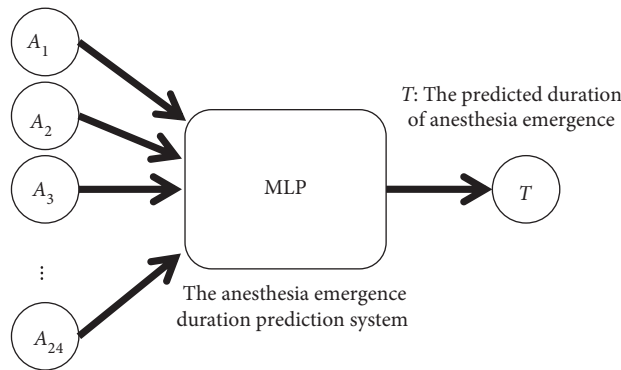 A1
A2
A3
⋮
A24
MLP
The anesthesia emergence
duration prediction system
T: The predicted duration
of anesthesia emergence
T